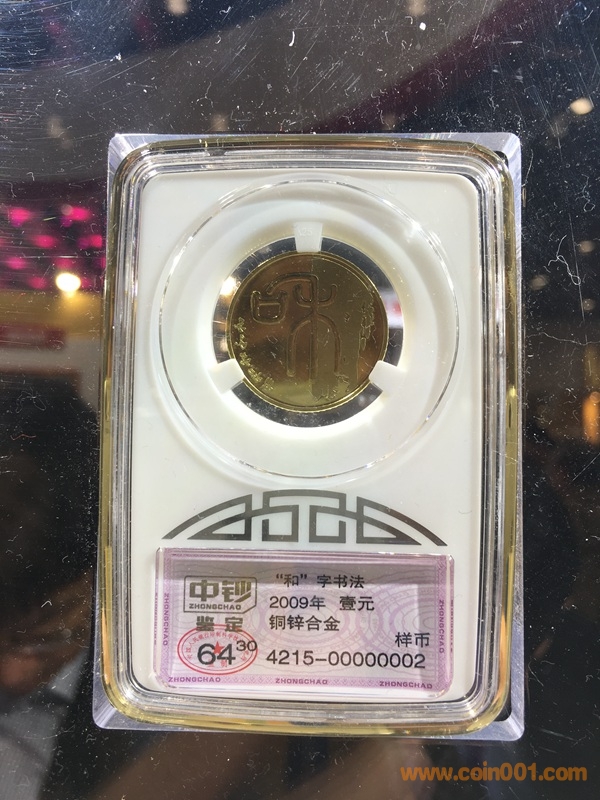 中钞
ZHONGCHAO
鉴定
64 30
"和"字书法
2009年 壹元
铜锌合金
样币
4215-00000002
ZHONGCHAO ZHONGCHAO ZHONGCHAO
www.coin001.com